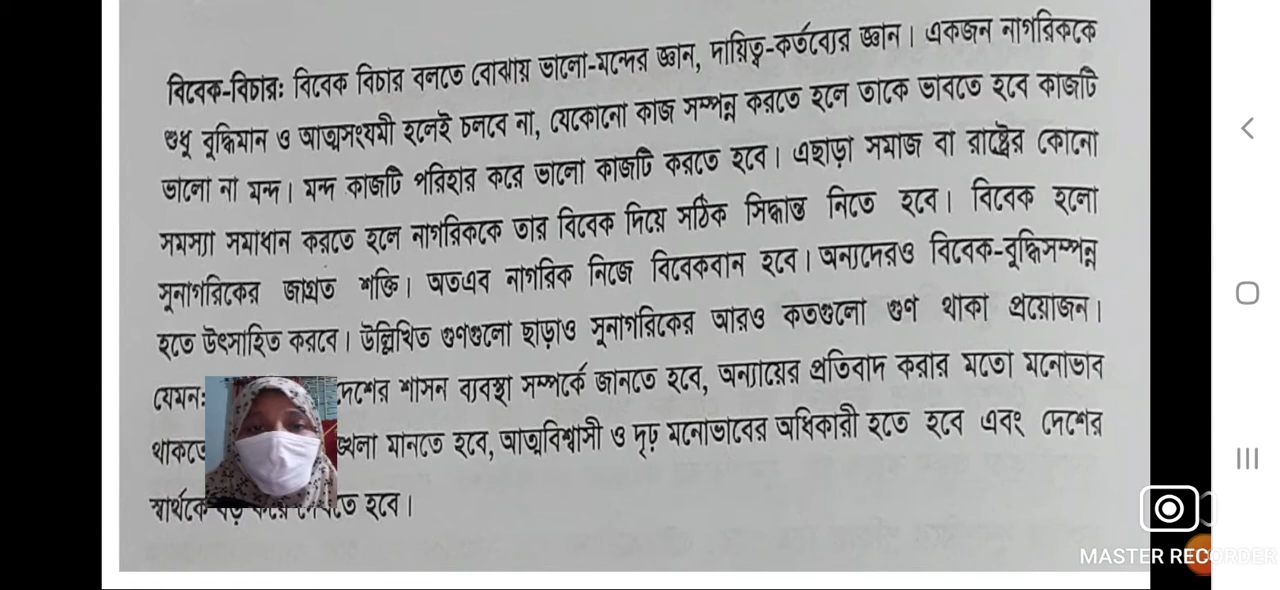 বিবেক-বিচার: বিবেক বিচার বলতে বোঝায় ভালো-মন্দের জ্ঞান, দায়িত্ব-কর্তব্যের জ্ঞান। একজন নাগরিককে
শুধু বুদ্ধিমান ও আত্মসংযমী হলেই চলবে না, যেকোনো কাজ সম্পন্ন করতে হলে তাকে ভাবতে হবে কাজটি
ভালো না মন্দ। মন্দ কাজটি পরিহার করে ভালো কাজটি করতে হবে। এছাড়া সমাজ বা রাষ্ট্রের কোনো
সমস্যা সমাধান করতে হলে নাগরিককে তার বিবেক দিয়ে সঠিক সিদ্ধান্ত নিতে হবে। বিবেক হলো
সুনাগরিকের জাগ্রত শক্তি। অতএব নাগরিক নিজে বিবেকবান হবে। অন্যদেরও বিবেক-বুদ্ধিসম্পন্ন
হতে উৎসাহিত করবে। উল্লিখিত গুণগুলো ছাড়াও সুনাগরিকের আরও কতগুলো গুণ থাকা প্রয়োজন।
যেমন: দেশের শাসন ব্যবস্থা সম্পর্কে জানতে হবে, অন্যায়ের প্রতিবাদ করার মতো মনোভাব
মানতে হবে, আত্মবিশ্বাসী ও দৃঢ় মনোভাবের অধিকারী হতে হবে এবং দেশের
স্বার্থকে হবে।
MASTER RECORDER